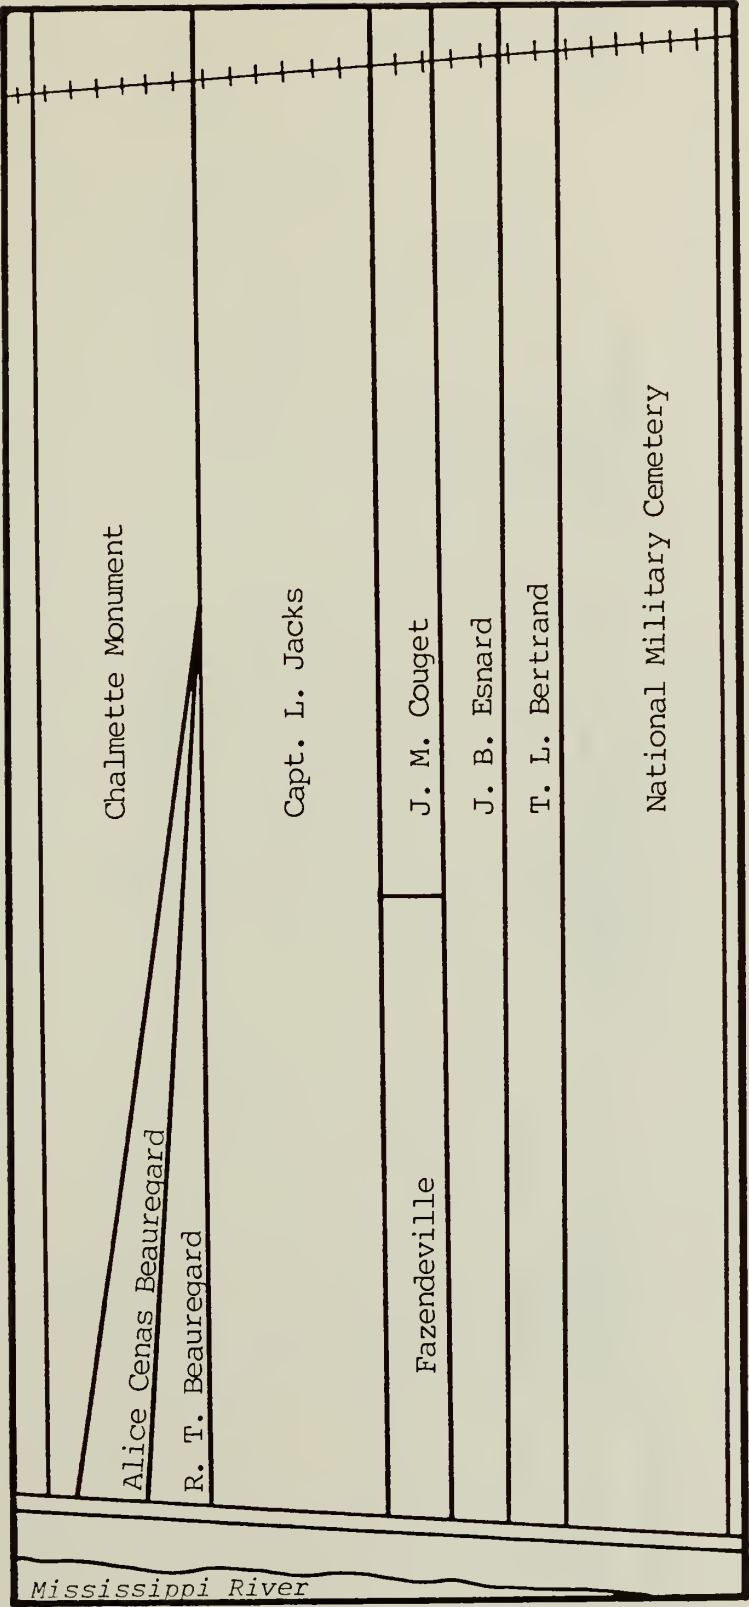 Chalmette Monument
Alice Cenas Beauregard
R. T. Beauregard
Capt. L. Jacks
J. M. Couget
Fazendeville
J. B. Esnard
T. L. Bertrand
National Military Cemetery
Mississippi River